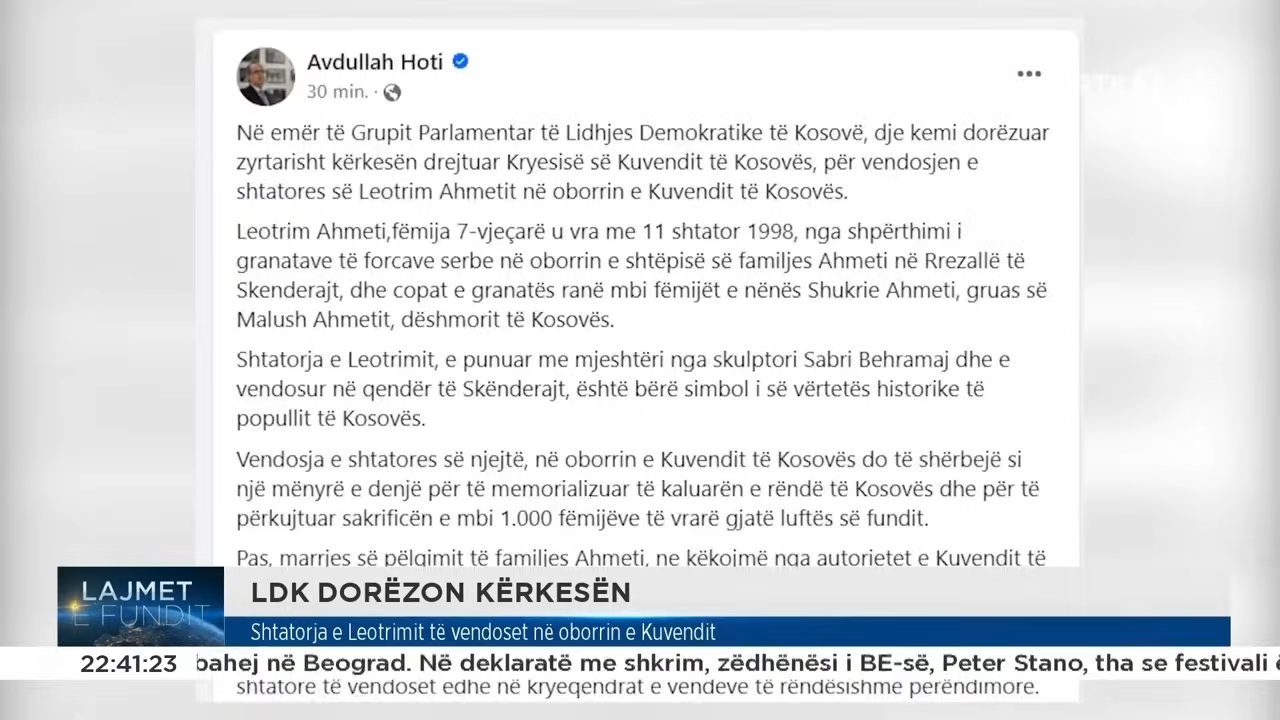 Avdullah Hoti
30 min. ·
Në emër të Grupit Parlamentar të Lidhjes Demokratike të Kosovë, dje kemi dorëzuar
zyrtarisht kërkesën drejtuar Kryesisë së Kuvendit të Kosovës, për vendosjen e
shtatores së Leotrim Ahmetit në oborrin e Kuvendit të Kosovës.
Leotrim Ahmeti,fëmija 7-vjeçarë u vra me 11 shtator 1998, nga shpërthimi i
granatave të forcave serbe në oborrin e shtëpisë së familjes Ahmeti në Rrezallë të
Skenderajt, dhe copat e granatës ranë mbi fëmijët e nënës Shukrie Ahmeti, gruas së
Malush Ahmetit, dëshmorit të Kosovës.
Shtatorja e Leotrimit, e punuar me mjeshtëri nga skulptori Sabri Behramaj dhe e
vendosur në qendër të Skënderajt, është bërë simbol i së vërtetës historike të
popullit të Kosovës.
Vendosja e shtatores së njejtë, në oborrin e Kuvendit të Kosovës do të shërbejë si
një mënyrë e denjë për të memorializuar të kaluarën e rëndë të Kosovës dhe për të
përkujtuar sakrificën e mbi 1.000 fëmijëve të vrarë gjatë luftës së fundit.
Pas, marrjes së pëlqimit të familjes Ahmeti, ne këkojmë nga autorietet e Kuvendit të
LAJMET
E FUNDIT
LDK DORËZON KËRKESËN
Shtatorja e Leotrimit të vendoset në oborrin e Kuvendit
22:41:23 bahej në Beograd. Në deklaratë me shkrim, zëdhënësi i BE-së, Peter Stano, tha se festivali
shtatore të vendoset edhe në kryeqendrat e vendeve të rëndësishme perëndimore.